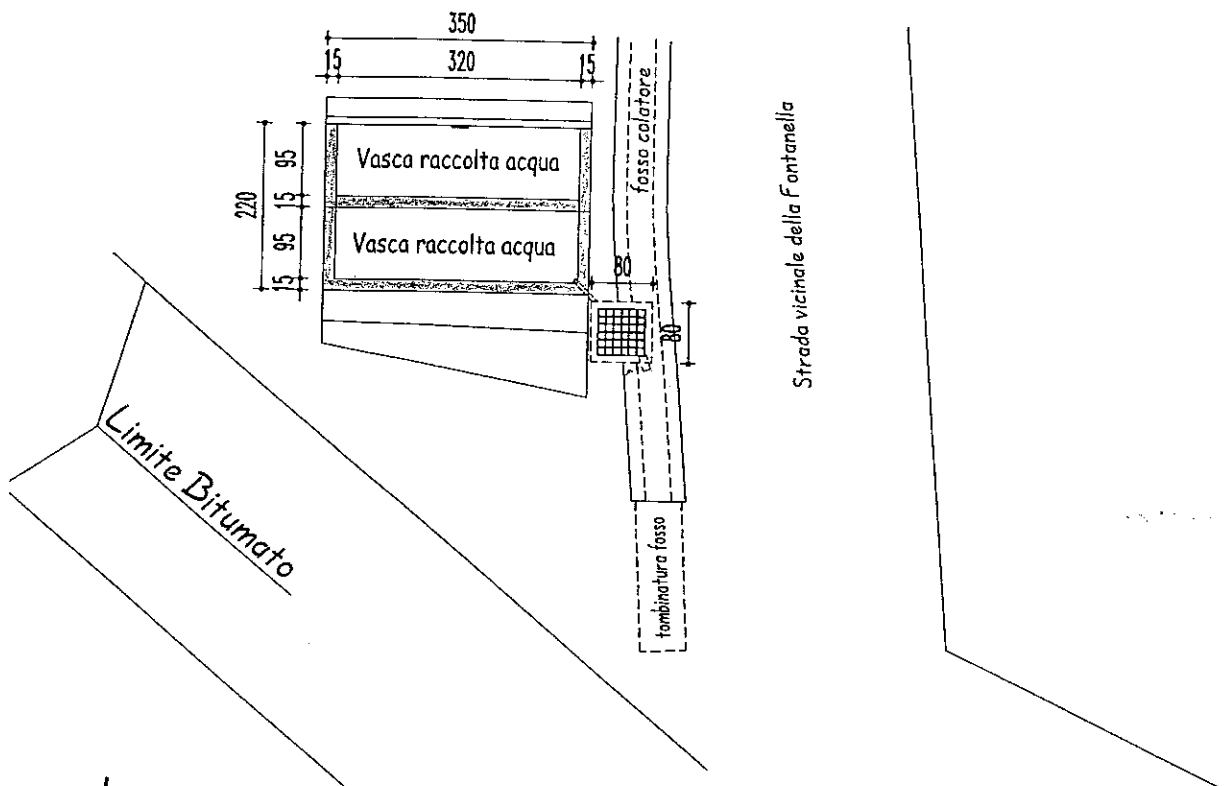 350
15
320
15
220
95
15
95
15
Vasca raccolta acqua
Vasca raccolta acqua
fosso colatore
80
80
Strada vicinale della Fontanella
Limite Bitumato
tombinatura fosso